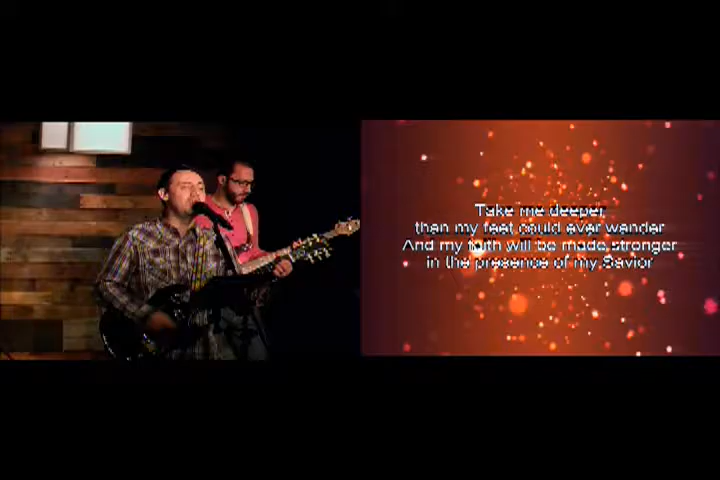 Take me deeper
than my feet could ever wander
And my faith will be made stronger
in the presence of my Savior